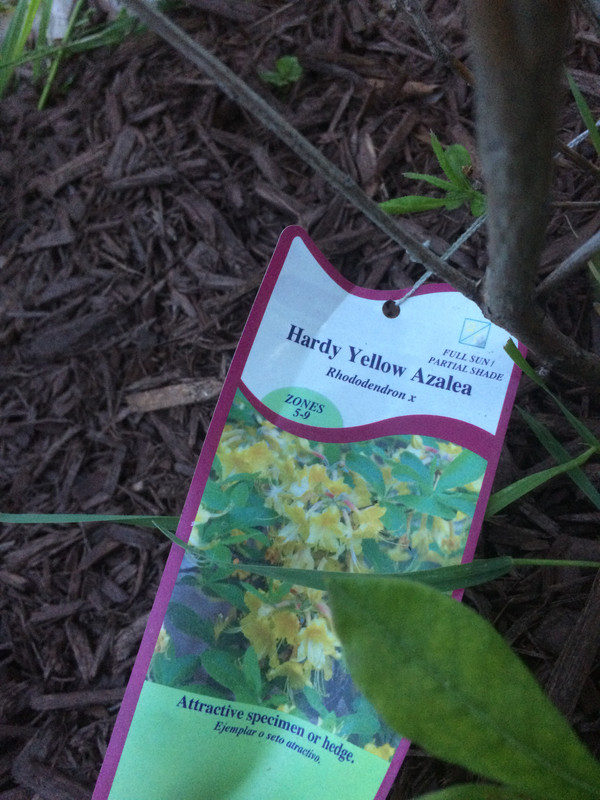 FULL SUN /
PARTIAL SHADE
Hardy Yellow Azalea
Rhododendron x
ZONES
5-9
Attractive specimen or hedge.
Ejemplar o seto atractivo.